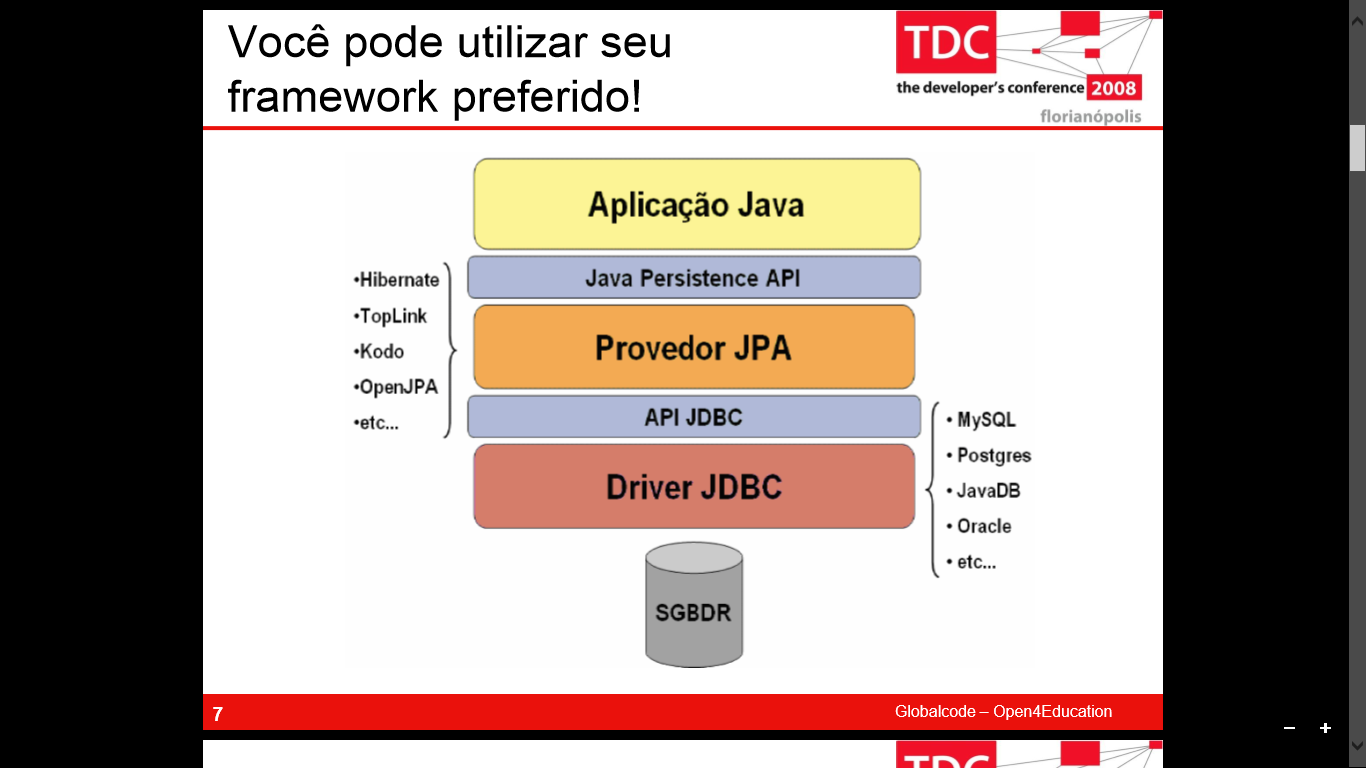 Você pode utilizar seu
framework preferido!
TDC
the developer's conference 2008
florianópolis
Aplicação Java
Java Persistence API
•Hibernate
•TopLink
•Kodo
•OpenJPA
•etc...
Provedor JPA
API JDBC
Driver JDBC
• MySQL
• Postgres
• JavaDB
• Oracle
• etc...
SGBDR
7
Globalcode – Open4Education
TDC